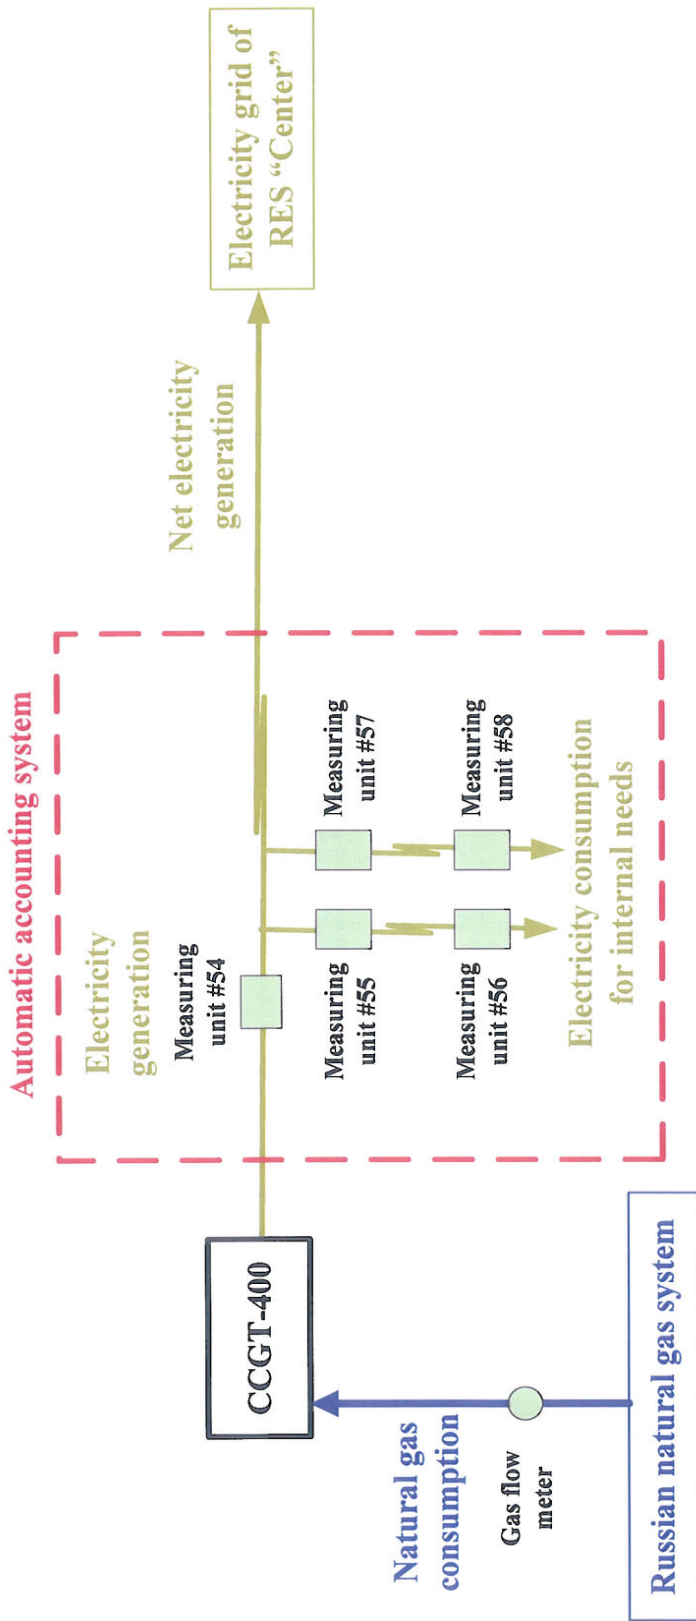 Automatic accounting system
Electricity
generation
Measuring
unit #54
Measuring
unit #55
Measuring
unit #57
Measuring
unit #56
Measuring
unit #58
Electricity consumption
for internal needs
Net electricity
generation
Electricity grid of
RES “Center”
CCGT-400
Natural gas
consumption
Gas flow
meter
Russian natural gas system